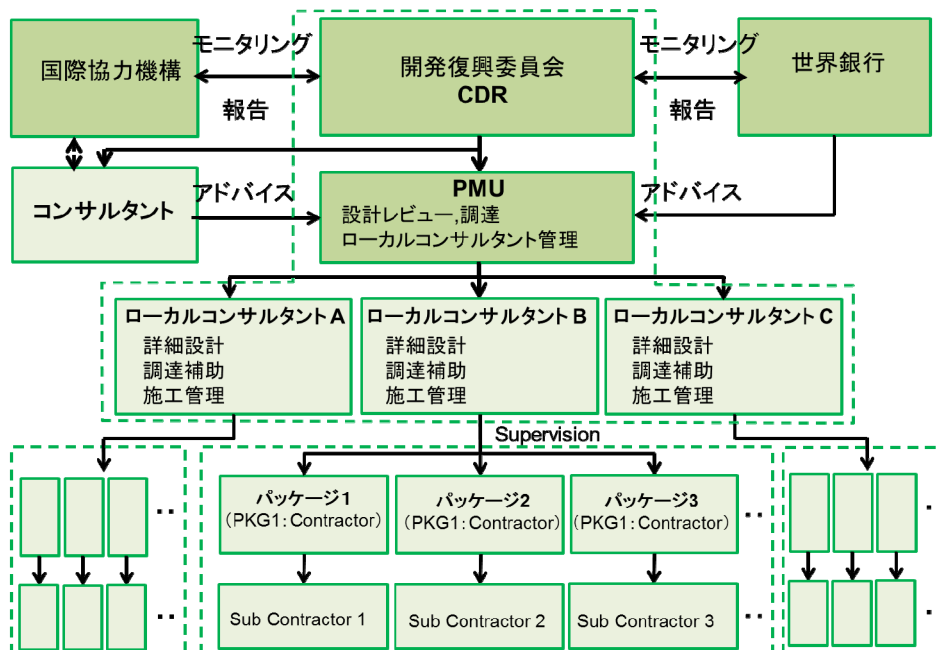 モニタリング
モニタリング
国際協力機構
開発復興委員会
CDR
世界銀行
報告
報告
コンサルタント
アドバイス
PMU
設計レビュー,調達
ローカルコンサルタント管理
アドバイス
ローカルコンサルタント A
詳細設計
調達補助
施工管理
ローカルコンサルタント B
詳細設計
調達補助
施工管理
ローカルコンサルタント C
詳細設計
調達補助
施工管理
Supervision
パッケージ1
(PKG1:Contractor)
パッケージ2
(PKG1:Contractor)
パッケージ3
(PKG1:Contractor)
Sub Contractor 1
Sub Contractor 2
Sub Contractor 3